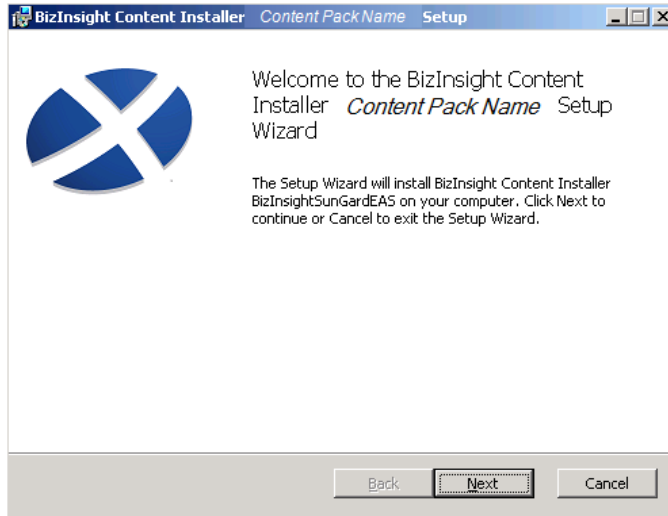 BizInsight Content Installer Content Pack Name Setup
Welcome to the BizInsight Content
Installer Content Pack Name Setup
Wizard
The Setup Wizard will install BizInsight Content Installer
BizInsightSunGardEAS on your computer. Click Next to
continue or Cancel to exit the Setup Wizard.
Back Next Cancel